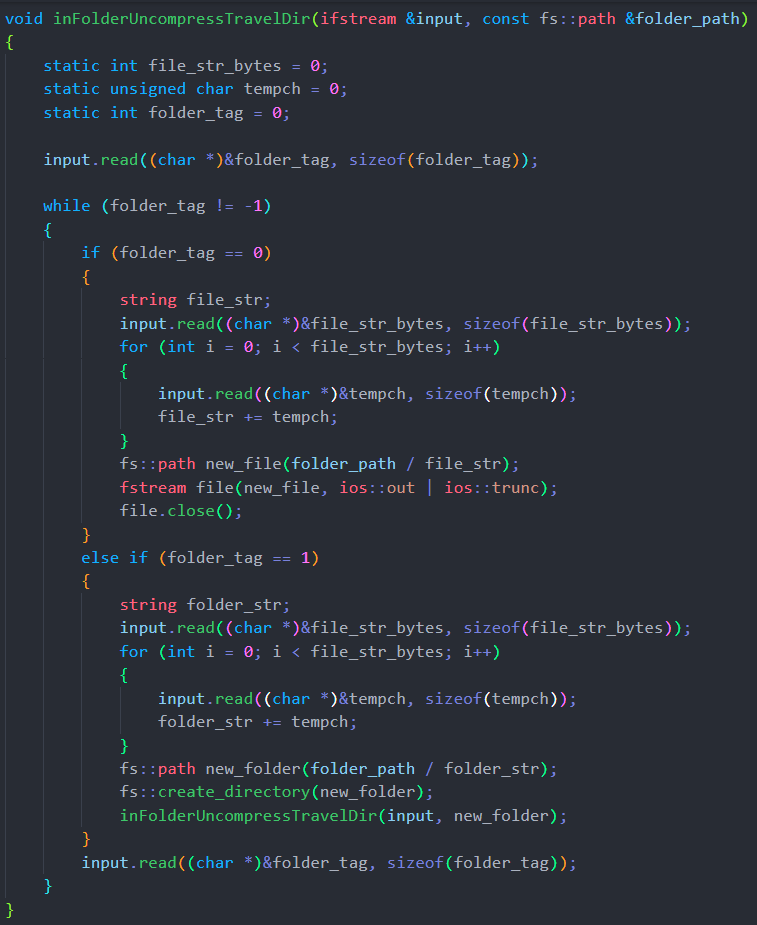 void inFolderUncompressTravelDir(ifstream &input, const fs::path &folder_path)
{
    static int file_str_bytes = 0;
    static unsigned char tempch = 0;
    static int folder_tag = 0;

    input.read((char *)&folder_tag, sizeof(folder_tag));

    while (folder_tag != -1)
    {
        if (folder_tag == 0)
        {
            string file_str;
            input.read((char *)&file_str_bytes, sizeof(file_str_bytes));
            for (int i = 0; i < file_str_bytes; i++)
            {
                input.read((char *)&tempch, sizeof(tempch));
                file_str += tempch;
            }
            fs::path new_file(folder_path / file_str);
            fstream file(new_file, ios::out | ios::trunc);
            file.close();
        }
        else if (folder_tag == 1)
        {
            string folder_str;
            input.read((char *)&file_str_bytes, sizeof(file_str_bytes));
            for (int i = 0; i < file_str_bytes; i++)
            {
                input.read((char *)&tempch, sizeof(tempch));
                folder_str += tempch;
            }
            fs::path new_folder(folder_path / folder_str);
            fs::create_directory(new_folder);
            inFolderUncompressTravelDir(input, new_folder);
        }
        input.read((char *)&folder_tag, sizeof(folder_tag));
    }
}